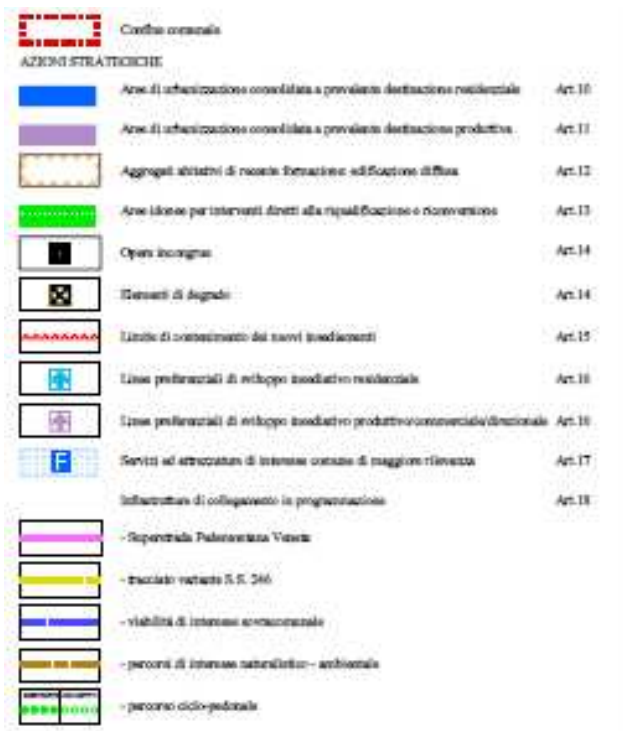 Confine comunale
AZIONI STRATEGICHE
Aree di urbanizzazione consolidata a prevalente destinazione residenziale Art.10
Aree di urbanizzazione consolidata a prevalente destinazione produttiva Art.11
Aggregati abitativi di recente formazione: edificazione diffusa Art.12
Aree idonee per interventi diretti alla riqualificazione e riconversione Art.13
Opere incongrue Art.14
Elementi di degrado Art.14
Limite di contenimento dei nuovi insediamenti Art.15
Linee preferenziali di sviluppo insediativo residenziale Art.16
Linee preferenziali di sviluppo insediativo produttivo/commerciale/direzionale Art.16
F Servizi ed attrezzature di interesse comune di maggiore rilevanza Art.17
Infrastrutture di collegamento in programmazione Art.18
- Superstrada Pedemontana Veneta
- tracciato variante S.S. 246
- viabilità di interesse sovracomunale
- percorsi di interesse naturalistico - ambientale
- percorso ciclo-pedonale